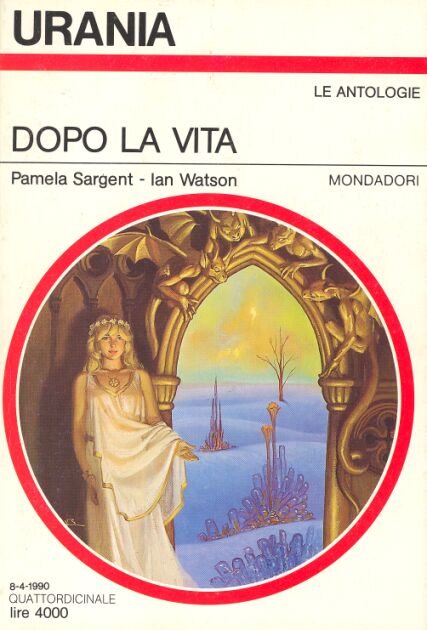 URANIA
LE ANTOLOGIE
DOPO LA VITA
Pamela Sargent - Ian Watson
MONDADORI
8-4-1990
QUATTORDICINALE
lire 4000